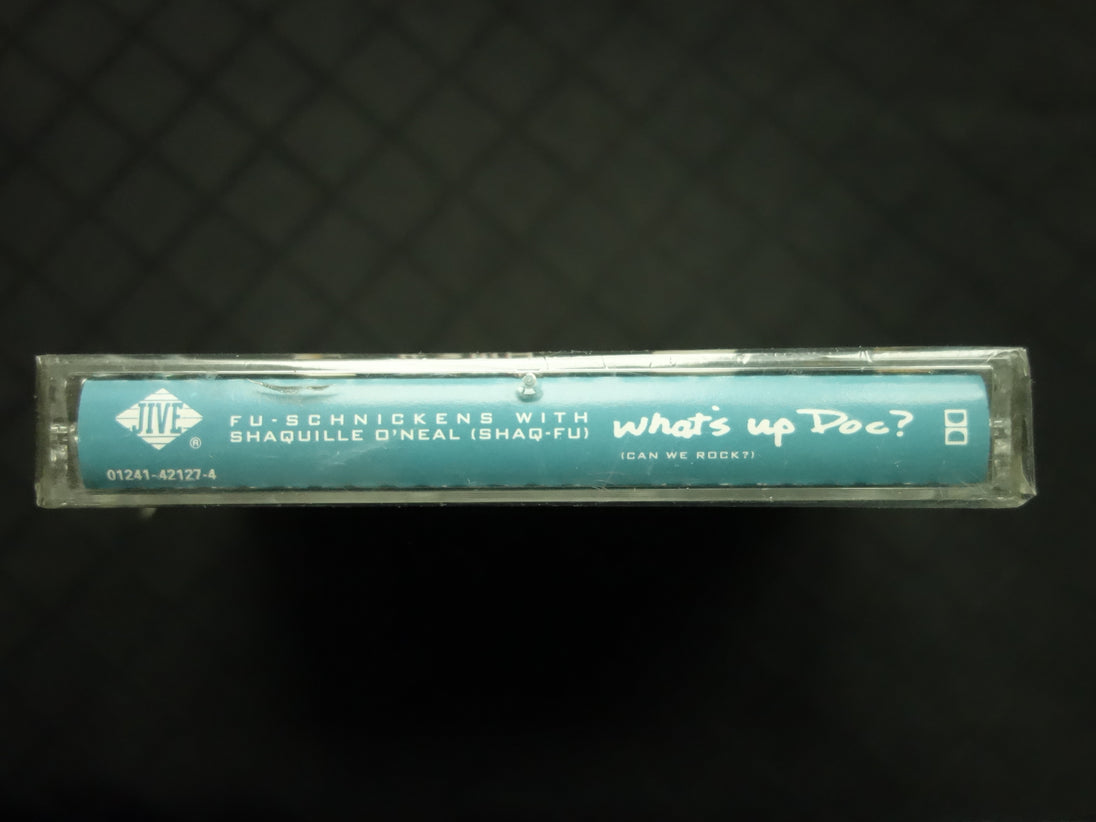 JIVE
®
01241-42127-4
FU-SCHNICKENS WITH
SHAQUILLE O'NEAL (SHAQ-FU)
what's up Doc?
(CAN WE ROCK?)